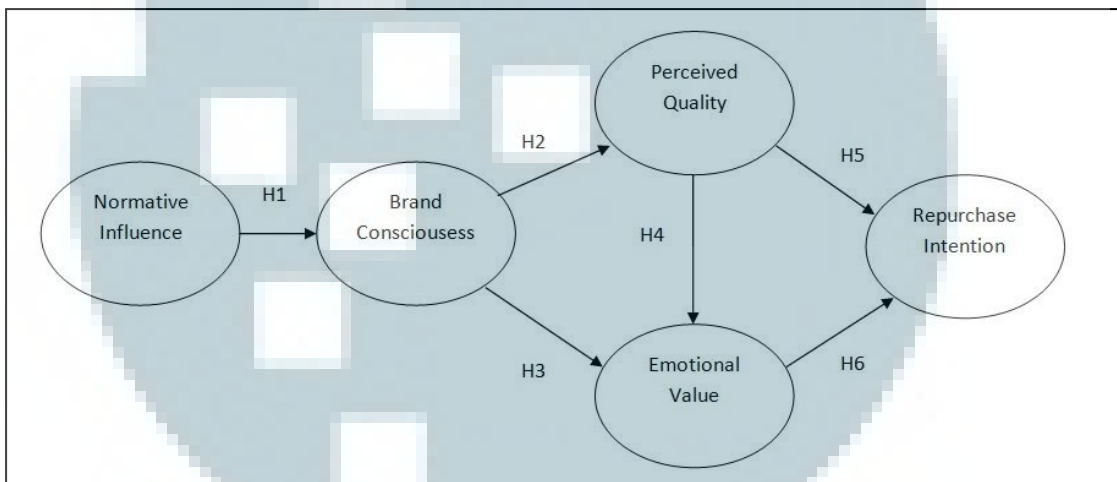 Perceived
Quality
H2
H5
H1
Normative
Influence
Brand
Consciousess
Repurchase
Intention
H4
H3
Emotional
Value
H6